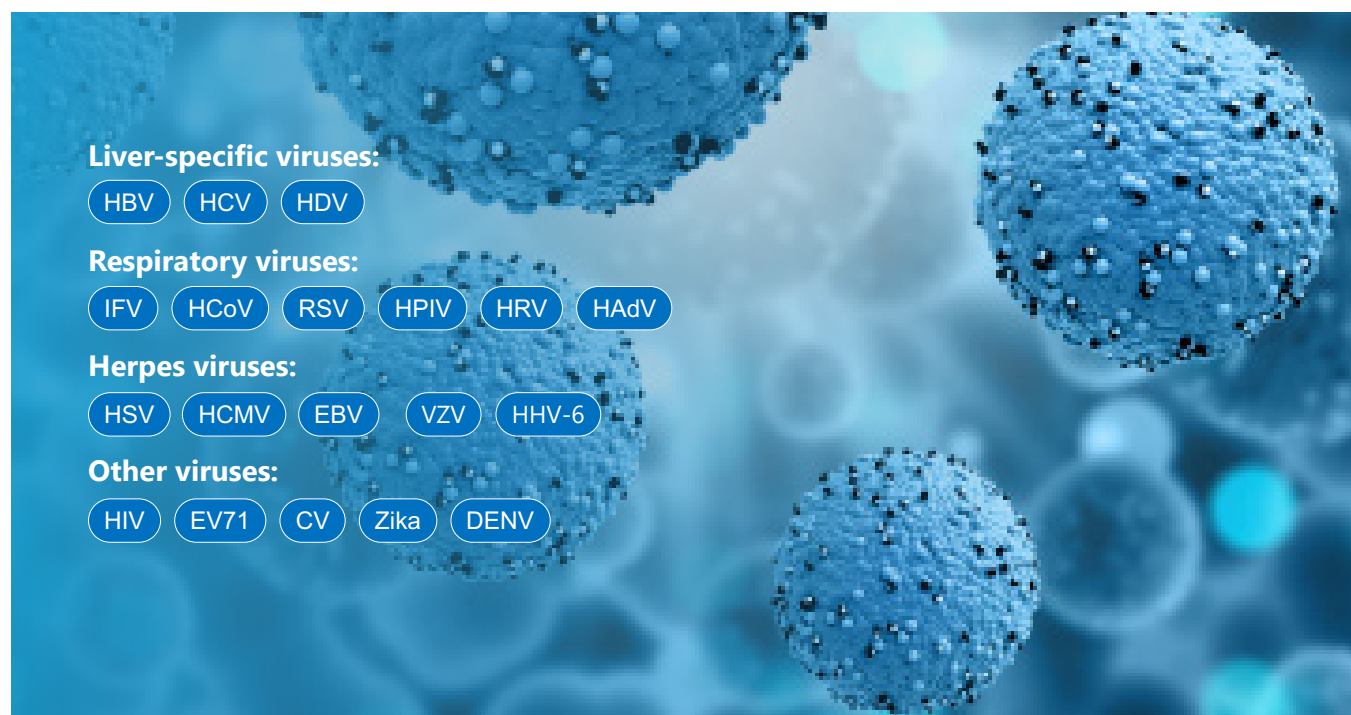 Liver-specific viruses:
HBV HCV HDV
Respiratory viruses:
IFV HCoV RSV HPIV HRV HAdV
Herpes viruses:
HSV HCMV EBV VZV HHV-6
Other viruses:
HIV EV71 CV Zika DENV